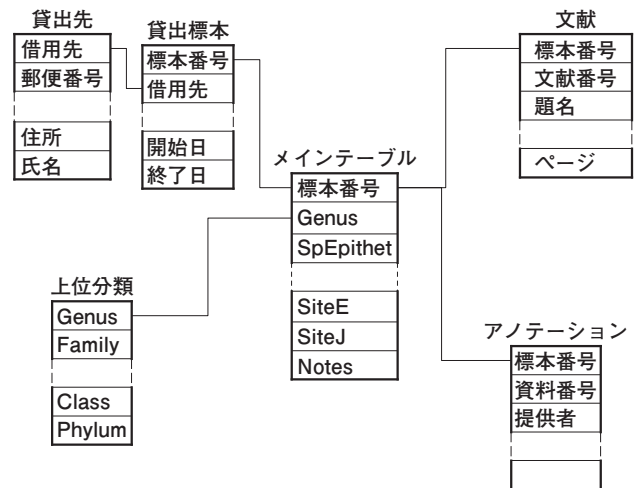 貸出先
借用先
郵便番号
住所
氏名
貸出標本
標本番号
借用先
開始日
終了日
メインテーブル
標本番号
Genus
SpEpithet
SiteE
SiteJ
Notes
文献
標本番号
文献番号
題名
ページ
上位分類
Genus
Family
Class
Phylum
アノテーション
標本番号
資料番号
提供者